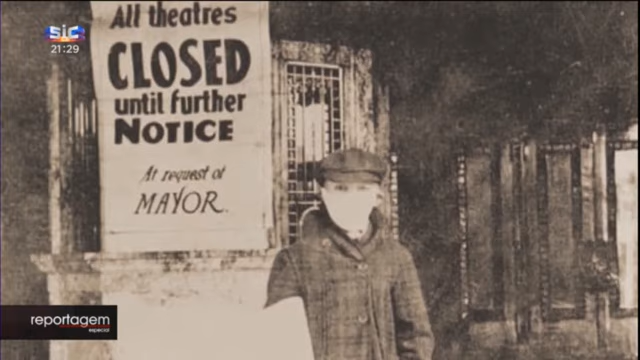 SIC
21:29
All theatres
CLOSED
until further
NOTICE
At request of
MAYOR.
reportagem
especial